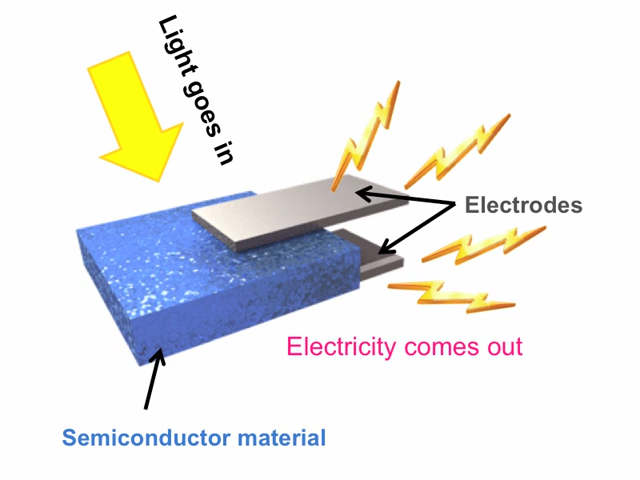 Light goes in
Electrodes
Electricity comes out
Semiconductor material